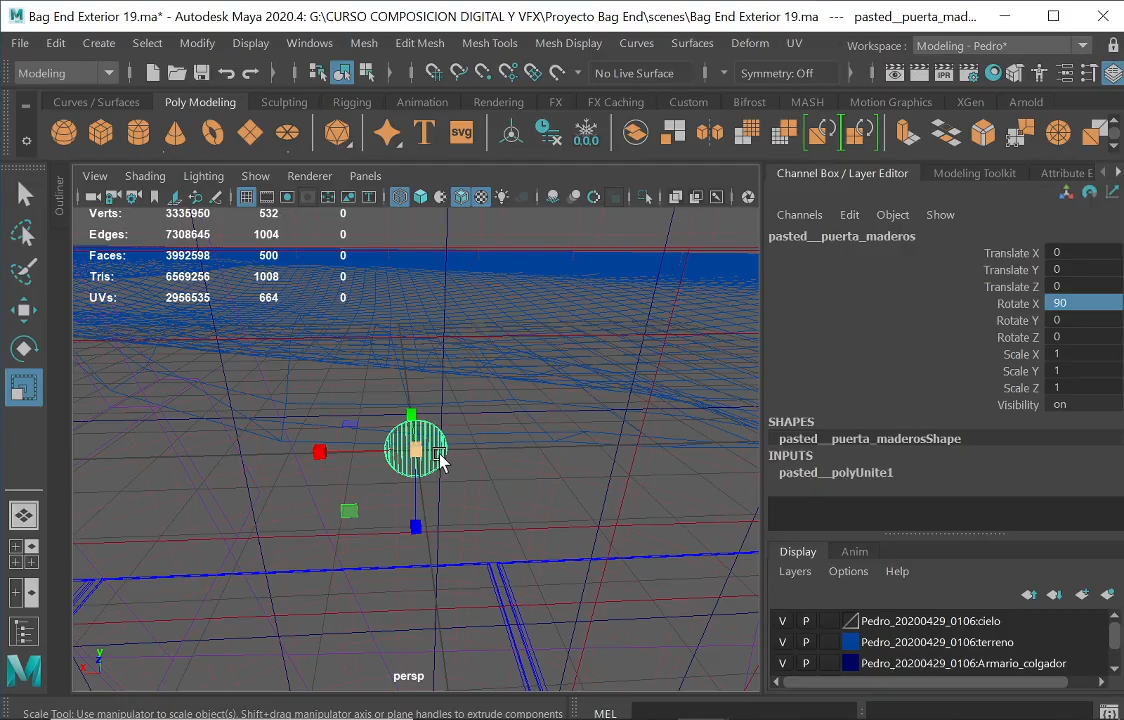 Bag End Exterior 19.ma* - Autodesk Maya 2020.4: G:\CURSO COMPOSICION DIGITAL Y VFX\Proyecto Bag End\scenes\Bag End Exterior 19.ma --- pasted__puerta_mad...
File Edit Create Select Modify Display Windows Mesh Edit Mesh Mesh Tools Mesh Display Curves Surfaces Deform UV Workspace : Modeling - Pedro*
Modeling No Live Surface Symmetry: Off IPR
Curves / Surfaces Poly Modeling Sculpting Rigging Animation Rendering FX FX Caching Custom Bifrost MASH Motion Graphics XGen Arnold
T SVG 0,0,0
View Shading Lighting Show Renderer Panels
Outliner
Verts: 3335950 532 0
Edges: 7308645 1004 0
Faces: 3992598 500 0
Tris: 6569256 1008 0
UVs: 2956535 664 0
y
z
x
persp
Channel Box / Layer Editor Modeling Toolkit Attribute E
Channels Edit Object Show
pasted__puerta_maderos
Translate X 0
Translate Y 0
Translate Z 0
Rotate X 90
Rotate Y 0
Rotate Z 0
Scale X 1
Scale Y 1
Scale Z 1
Visibility on
SHAPES
pasted__puerta_maderosShape
INPUTS
pasted__polyUnite1
Display Anim
Layers Options Help
V P Pedro_20200429_0106:cielo
V P Pedro_20200429_0106:terreno
V P Pedro_20200429_0106:Armario_colgador
Scale Tool: Use manipulator to scale object(s). Shift+drag manipulator axis or plane handles to extrude components MEL